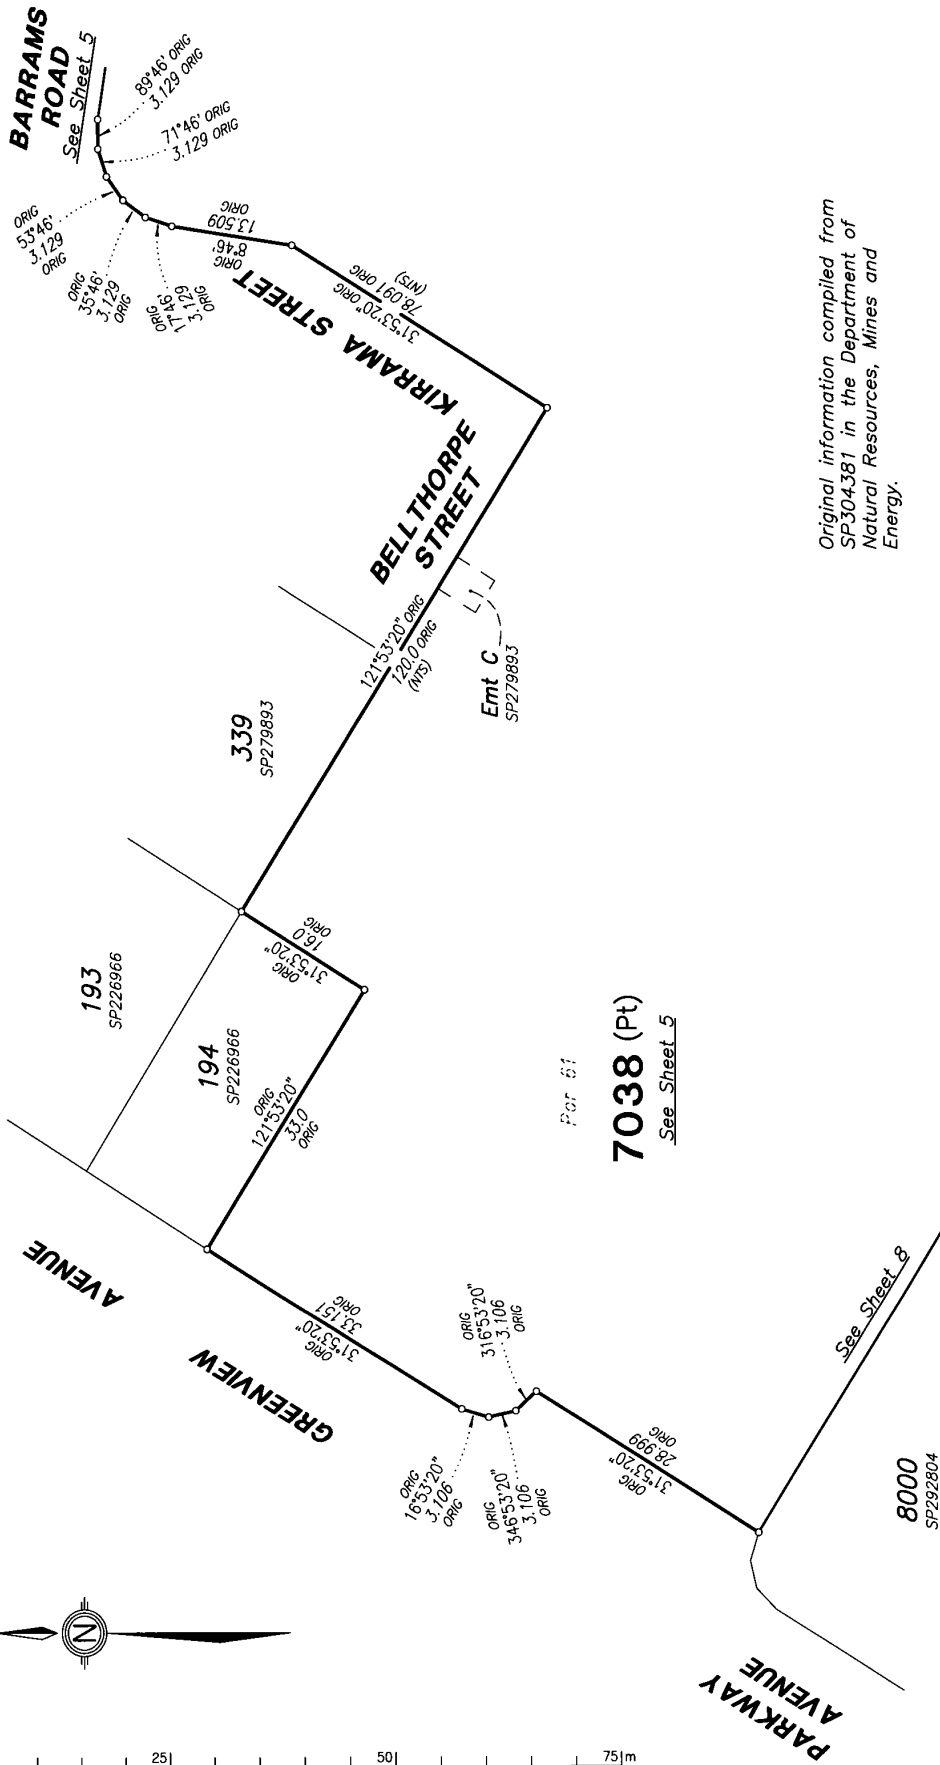 BARRAMS
ROAD
See Sheet 5
89°46' ORIG
3.129 ORIG
71°46' ORIG
3.129 ORIG
ORIG
53°46'
3.129
ORIG
ORIG
35°46'
3.129
ORIG
ORIG
17°46'
3.129
ORIG
ORIG
8°46'
13.509
ORIG
KIRRAMA STREET
31°53'20" ORIG
78.091 ORIG
(NTS)
BELLTHORPE
STREET
121°53'20" ORIG
120.0 ORIG
(NTS)
Emt C
SP279893
339
SP279893
193
SP226966
194
SP226966
ORIG
31°53'20"
16.0
ORIG
ORIG
121°53'20"
33.0
ORIG
GREENVIEW AVENUE
ORIG
31°53'20"
33.151
ORIG
ORIG
16°53'20"
3.106
ORIG
ORIG
346°53'20"
3.106
ORIG
ORIG
316°53'20"
3.106
ORIG
ORIG
31°53'20"
28.999
ORIG
Por 61
7038 (Pt)
See Sheet 5
See Sheet 8
8000
SP292804
PARKWAY
AVENUE
Original information compiled from
SP304381 in the Department of
Natural Resources, Mines and
Energy.
N
25
50
75m